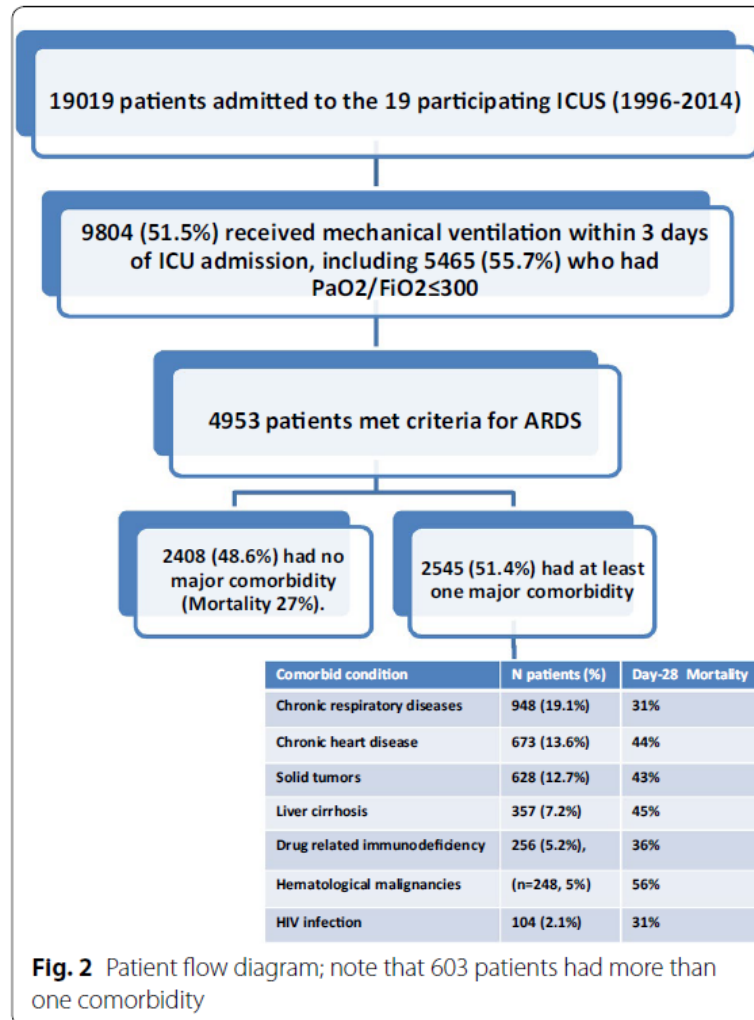 19019 patients admitted to the 19 participating ICUS (1996-2014)
9804 (51.5%) received mechanical ventilation within 3 days
of ICU admission, including 5465 (55.7%) who had
PaO2/FiO2≤300
4953 patients met criteria for ARDS
2408 (48.6%) had no
major comorbidity
(Mortality 27%).
2545 (51.4%) had at least
one major comorbidity
Comorbid condition N patients (%) Day-28 Mortality
Chronic respiratory diseases 948 (19.1%) 31%
Chronic heart disease 673 (13.6%) 44%
Solid tumors 628 (12.7%) 43%
Liver cirrhosis 357 (7.2%) 45%
Drug related immunodeficiency 256 (5.2%), 36%
Hematological malignancies (n=248, 5%) 56%
HIV infection 104 (2.1%) 31%
Fig. 2 Patient flow diagram; note that 603 patients had more than
one comorbidity